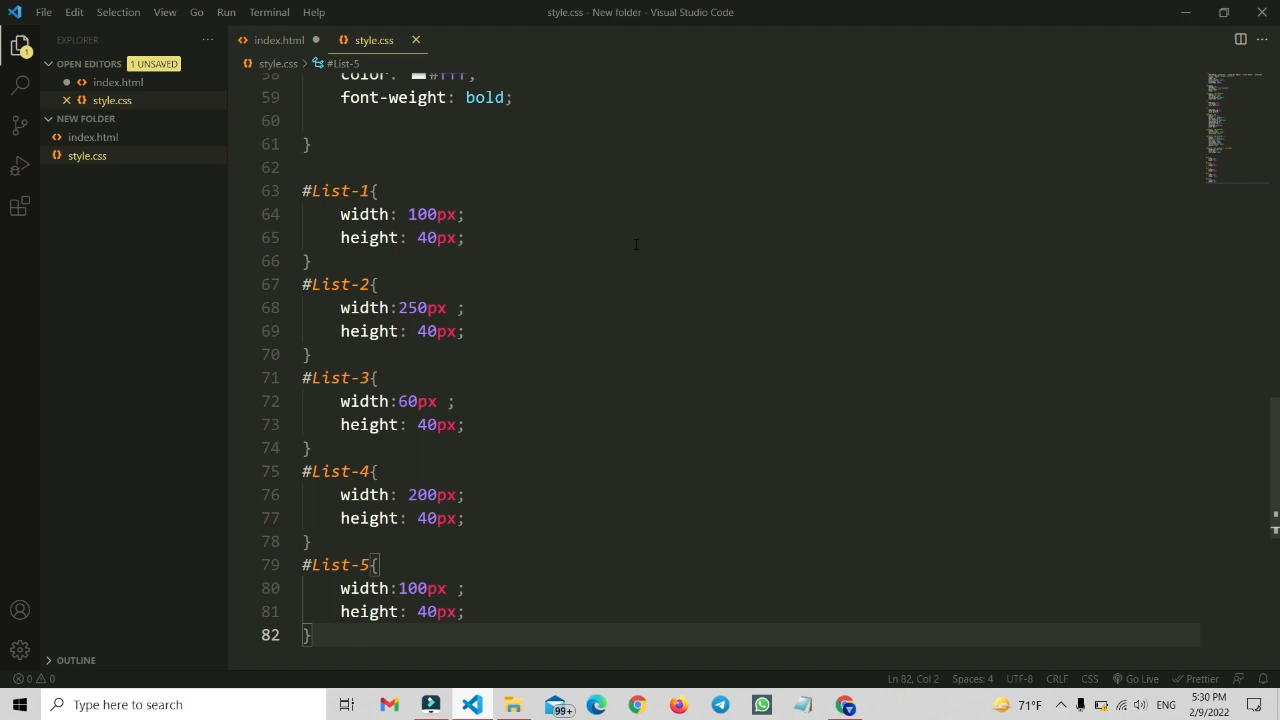 File Edit Selection View Go Run Terminal Help
style.css - New folder - Visual Studio Code
EXPLORER
index.html
style.css
OPEN EDITORS 1 UNSAVED
style.css > #List-5
index.html
style.css
NEW FOLDER
index.html
style.css
58 color: #fff;
59 font-weight: bold;
60
61 }
62
63 #List-1{
64 width: 100px;
65 height: 40px;
66 }
67 #List-2{
68 width:250px ;
69 height: 40px;
70 }
71 #List-3{
72 width:60px ;
73 height: 40px;
74 }
75 #List-4{
76 width: 200px;
77 height: 40px;
78 }
79 #List-5{
80 width:100px ;
81 height: 40px;
82 }
OUTLINE
0 0
Ln 82, Col 2 Spaces: 4 UTF-8 CRLF CSS Go Live Prettier
Type here to search
99+
71°F
ENG
5:30 PM
2/9/2022
1